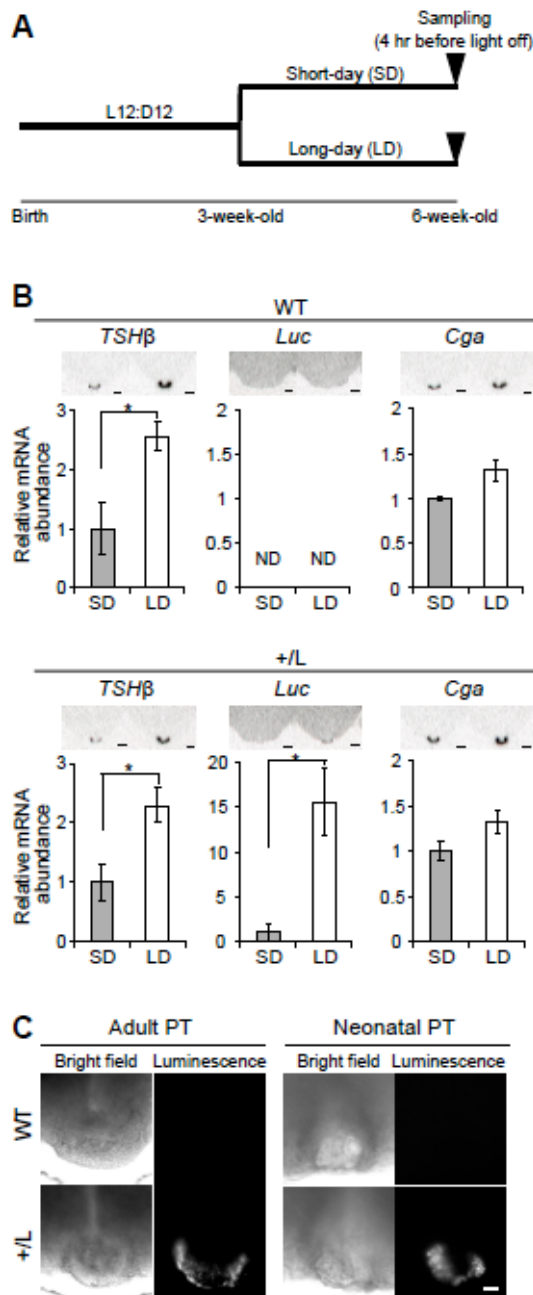 A
Sampling
(4 hr before light off)
Short-day (SD)
L12:D12
Long-day (LD)
Birth
3-week-old
6-week-old
B
WT
TSHβ
Luc
Cga
Relative mRNA
abundance
3
2
1
0
*
SD
LD
2
1.5
1
0.5
0
ND
ND
SD
LD
2
1.5
1
0.5
0
SD
LD
+/L
TSHβ
Luc
Cga
Relative mRNA
abundance
3
2
1
0
*
SD
LD
20
15
10
5
0
*
SD
LD
2
1.5
1
0.5
0
SD
LD
C
Adult PT
Neonatal PT
Bright field
Luminescence
Bright field
Luminescence
WT
+/L